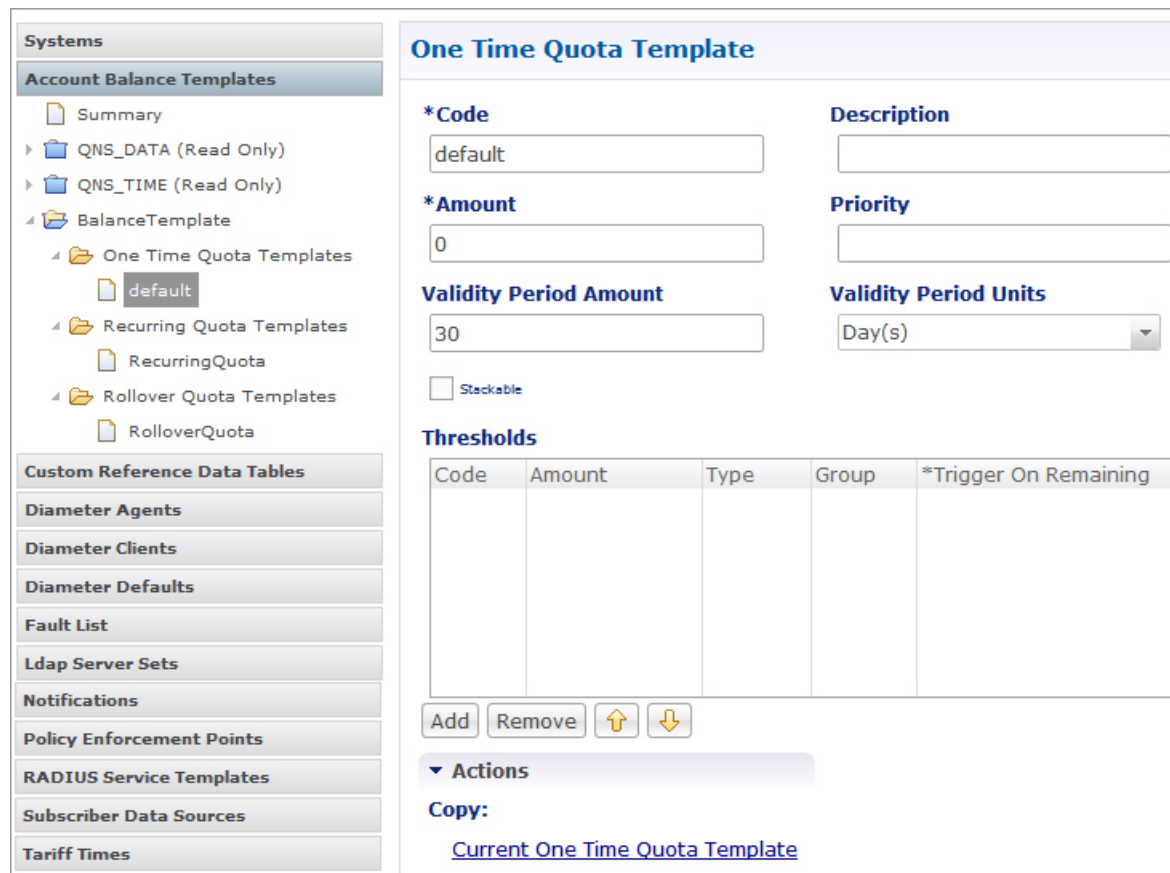 Systems
Account Balance Templates
Summary
QNS_DATA (Read Only)
QNS_TIME (Read Only)
BalanceTemplate
One Time Quota Templates
default
Recurring Quota Templates
RecurringQuota
Rollover Quota Templates
RolloverQuota
Custom Reference Data Tables
Diameter Agents
Diameter Clients
Diameter Defaults
Fault List
Ldap Server Sets
Notifications
Policy Enforcement Points
RADIUS Service Templates
Subscriber Data Sources
Tariff Times
One Time Quota Template
*Code Description
default
*Amount Priority
0
Validity Period Amount Validity Period Units
30 Day(s)
Stackable
Thresholds
Code Amount Type Group *Trigger On Remaining
Add Remove
Actions
Copy:
Current One Time Quota Template